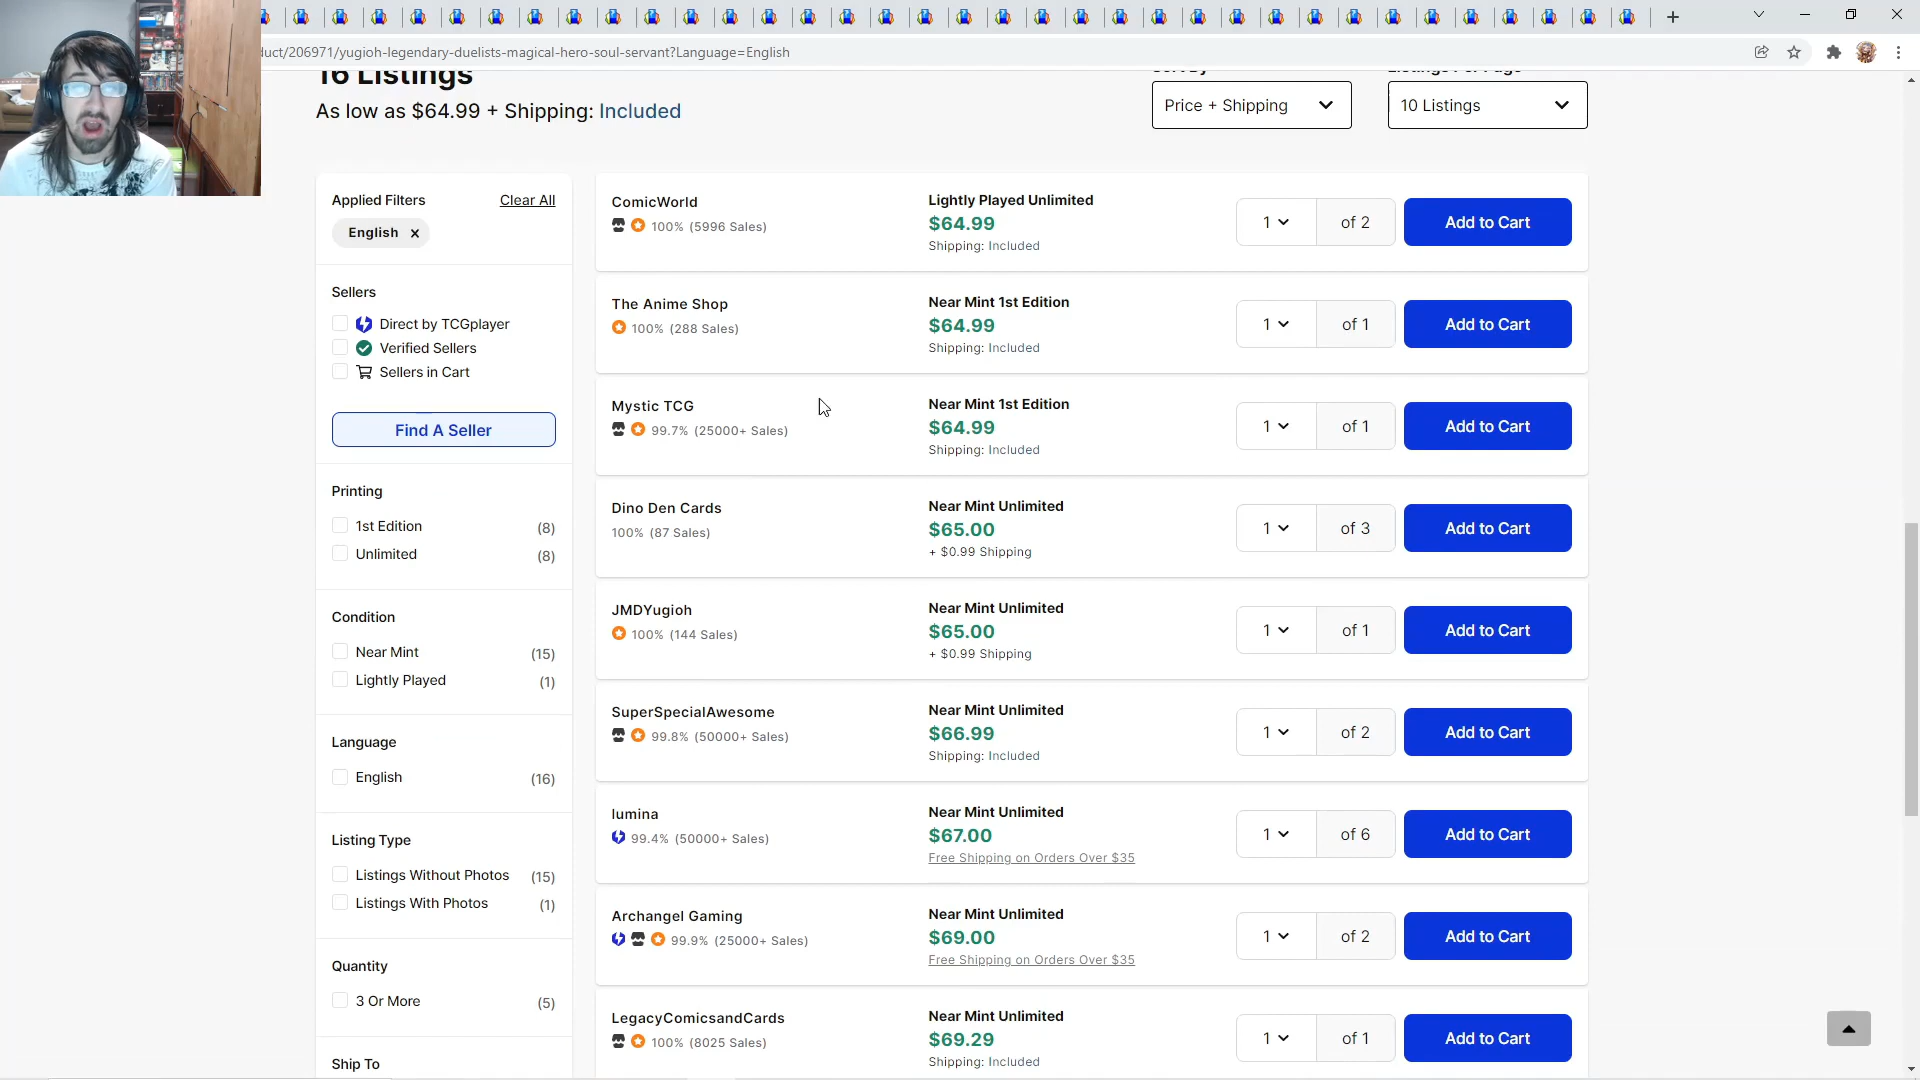 duct/206971/yugioh-legendary-duelists-magical-hero-soul-servant?Language=English
16 Listings
As low as $64.99 + Shipping: Included
Price + Shipping
10 Listings
Applied Filters
Clear All
English
Sellers
Direct by TCGplayer
Verified Sellers
Sellers in Cart
Find A Seller
Printing
1st Edition (8)
Unlimited (8)
Condition
Near Mint (15)
Lightly Played (1)
Language
English (16)
Listing Type
Listings Without Photos (15)
Listings With Photos (1)
Quantity
3 Or More (5)
Ship To
ComicWorld
100% (5996 Sales)
Lightly Played Unlimited
$64.99
Shipping: Included
1 of 2
Add to Cart
The Anime Shop
100% (288 Sales)
Near Mint 1st Edition
$64.99
Shipping: Included
1 of 1
Add to Cart
Mystic TCG
99.7% (25000+ Sales)
Near Mint 1st Edition
$64.99
Shipping: Included
1 of 1
Add to Cart
Dino Den Cards
100% (87 Sales)
Near Mint Unlimited
$65.00
+ $0.99 Shipping
1 of 3
Add to Cart
JMDYugioh
100% (144 Sales)
Near Mint Unlimited
$65.00
+ $0.99 Shipping
1 of 1
Add to Cart
SuperSpecialAwesome
99.8% (50000+ Sales)
Near Mint Unlimited
$66.99
Shipping: Included
1 of 2
Add to Cart
lumina
99.4% (50000+ Sales)
Near Mint Unlimited
$67.00
Free Shipping on Orders Over $35
1 of 6
Add to Cart
Archangel Gaming
99.9% (25000+ Sales)
Near Mint Unlimited
$69.00
Free Shipping on Orders Over $35
1 of 2
Add to Cart
LegacyComicsandCards
100% (8025 Sales)
Near Mint Unlimited
$69.29
Shipping: Included
1 of 1
Add to Cart